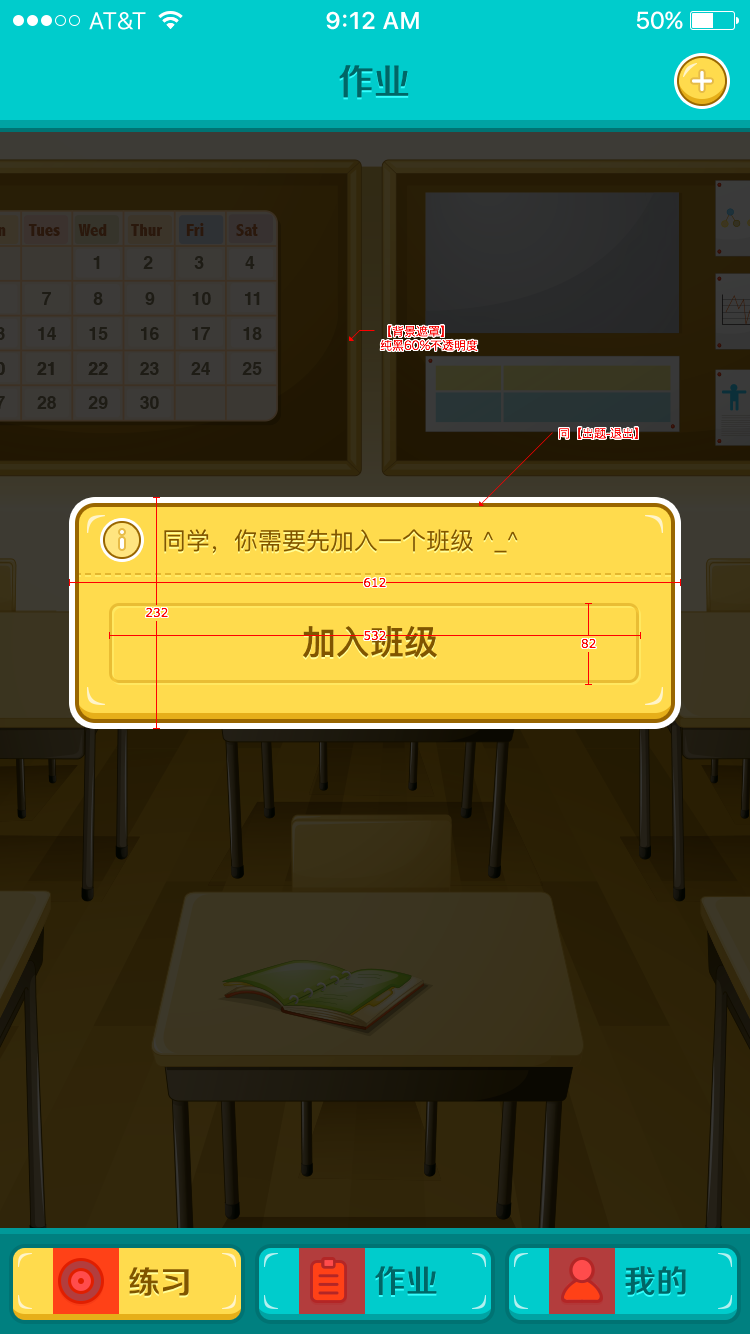 AT&T 9:12 AM 50%
作业
Tues Wed Thur Fri Sat
1 2 3 4
7 8 9 10 11
14 15 16 17 18
21 22 23 24 25
28 29 30
【背景遮罩】
纯黑60%不透明度
同【出题-退出】
同学，你需要先加入一个班级 ^_^
612
232
加入班级
532
82
练习 作业 我的